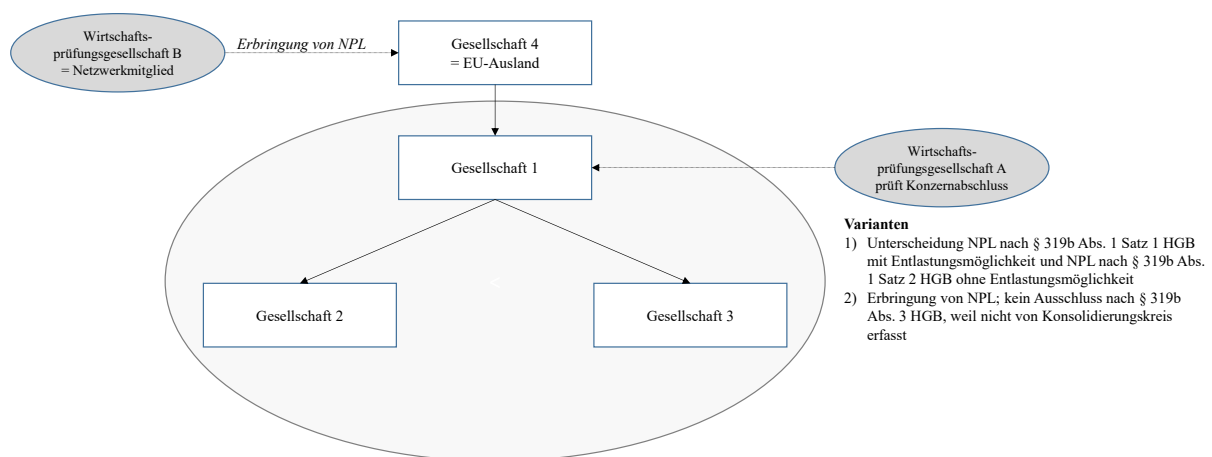 Wirtschafts-
prüfungsgesellschaft B
= Netzwerkmitglied
Erbringung von NPL
Gesellschaft 4
= EU-Ausland
Gesellschaft 1
Wirtschafts-
prüfungsgesellschaft A
prüft Konzernabschluss
Varianten
1) Unterscheidung NPL nach § 319b Abs. 1 Satz 1 HGB
mit Entlastungsmöglichkeit und NPL nach § 319b Abs.
1 Satz 2 HGB ohne Entlastungsmöglichkeit
2) Erbringung von NPL; kein Ausschluss nach § 319b
Abs. 3 HGB, weil nicht von Konsolidierungskreis
erfasst
<
Gesellschaft 2
Gesellschaft 3